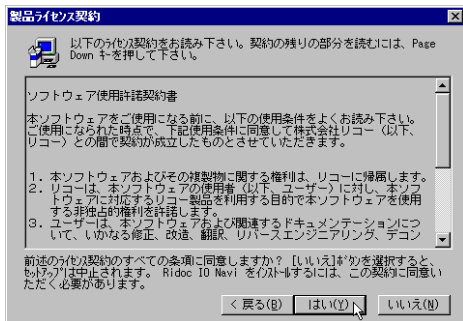 製品ライセンス契約
以下のライセンス契約をお読み下さい。契約の残りの部分を読むには、Page
Down キーを押して下さい。
ソフトウェア使用許諾契約書
本ソフトウェアをご使用になる前に、以下の使用条件をよくお読み下さい。
ご使用になられた時点で、下記使用条件に同意して株式会社リコー（以下、
リコー）との間で契約が成立したものとさせていただきます。
1．本ソフトウェアおよびその複製物に関する権利は、リコーに帰属します。
2．リコーは、本ソフトウェアの使用者（以下、ユーザー）に対し、本ソフ
トウェアに対応するリコー製品を利用する目的で本ソフトウェアを使用
する非独占的権利を許諾します。
3．ユーザーは、本ソフトウェアおよび関連するドキュメンテーションにつ
いて、いかなる修正、改造、翻訳、リバースエンジニアリング、デコン
前述のライセンス契約のすべての条項に同意しますか？ [いいえ]ボタンを選択すると、
セットアップは中止されます。 Ridoc IO Navi をインストールするには、この契約に同意い
ただく必要があります。
< 戻る(B) はい(Y) いいえ(N)